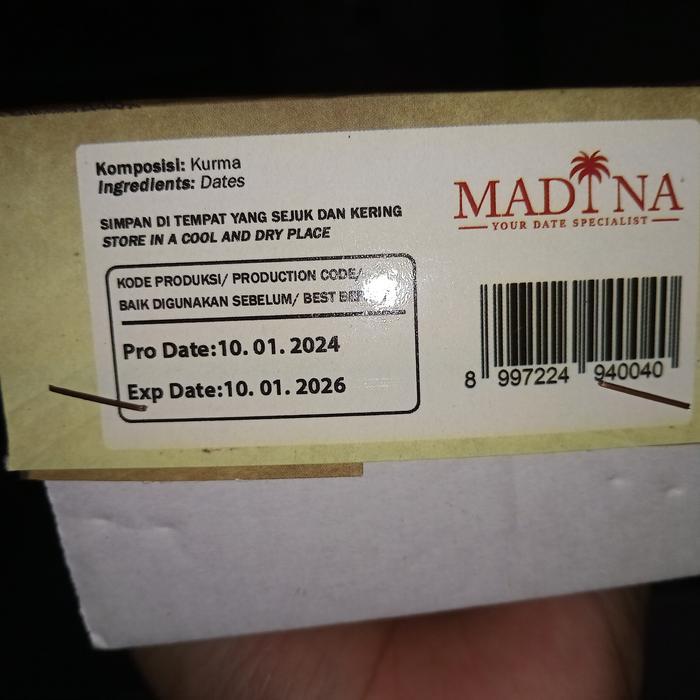 Komposisi: Kurma
Ingredients: Dates
SIMPAN DI TEMPAT YANG SEJUK DAN KERING
STORE IN A COOL AND DRY PLACE
KODE PRODUKSI/ PRODUCTION CODE/
BAIK DIGUNAKAN SEBELUM/ BEST
Pro Date:10. 01. 2024
Exp Date:10. 01. 2026
MADINA
YOUR DATE SPECIALIST
8 997224 940040